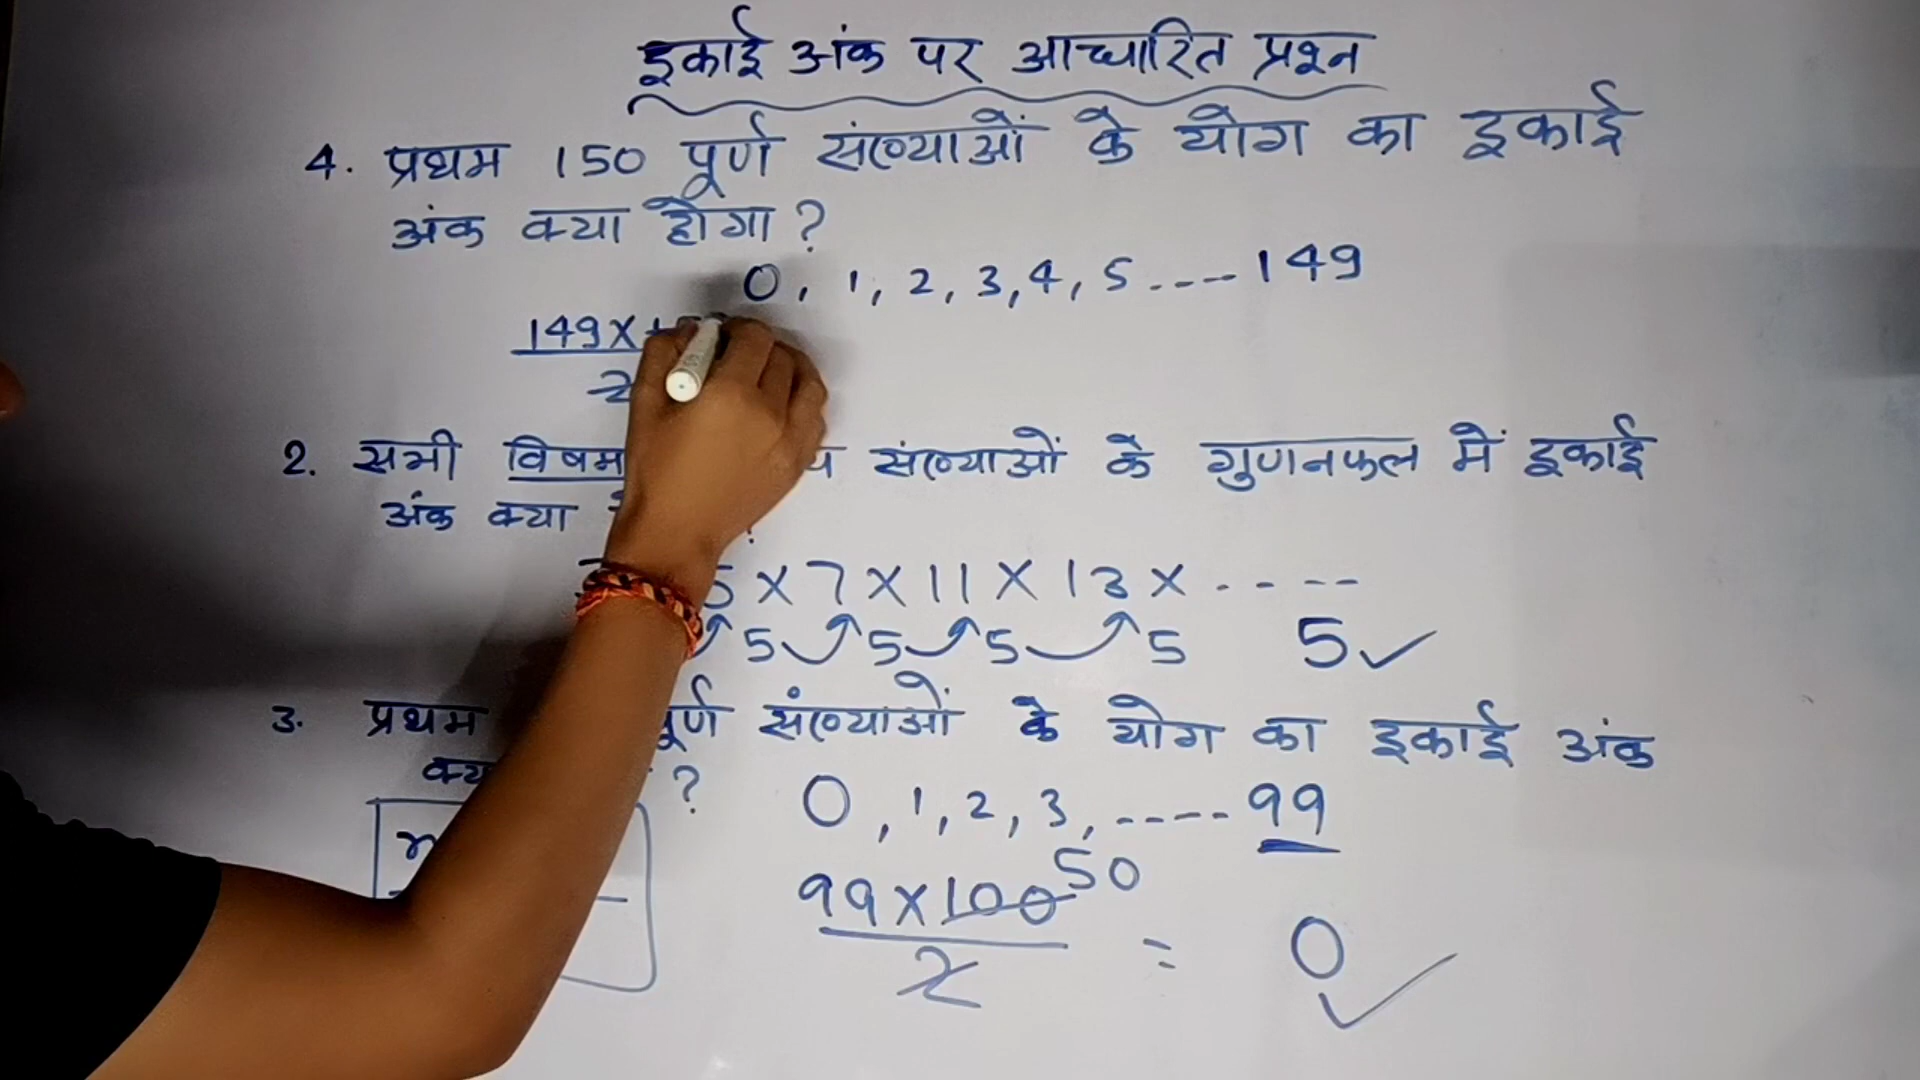 इकाई अंक पर आधारित प्रश्न
4. प्रथम 150 पूर्ण संख्याओं के योग का इकाई
अंक क्या होगा ?
0, 1, 2, 3, 4, 5 .... 149
149 x
2
2. सभी विषम संख्याओं के गुणनफल में इकाई
अंक क्या ?
5 x 7 x 11 x 13 x - - - -
5 5 5 5 5 ✓
3. प्रथम पूर्ण संख्याओं के योग का इकाई अंक
?
0, 1, 2, 3, ----- 99
50
99 x 100
2 = 0 ✓